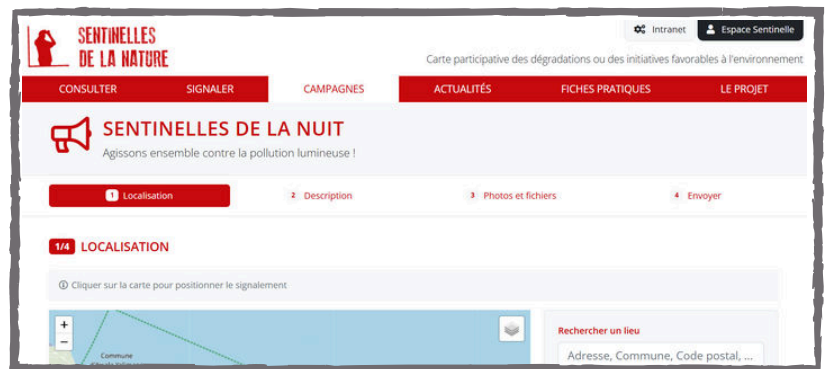 SENTINELLES
DE LA NATURE
Intranet
Espace Sentinelle
Carte participative des dégradations ou des initiatives favorables à l'environnement
CONSULTER SIGNALER CAMPAGNES ACTUALITÉS FICHES PRATIQUES LE PROJET
SENTINELLES DE LA NUIT
Agissons ensemble contre la pollution lumineuse !
1 Localisation 2 Description 3 Photos et fichiers 4 Envoyer
1/4 LOCALISATION
Cliquer sur la carte pour positionner le signalement
+
−
Commune
Rechercher un lieu
Adresse, Commune, Code postal, ...